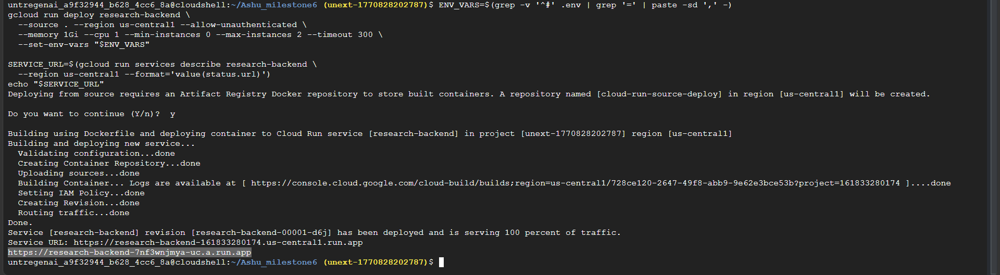 untregenai_a9f32944_b628_4cc6_8a@cloudshell:~/Ashu_milestone6 (unext-1770828202787)$ ENV_VARS=$(grep -v '^#' .env | grep '=' | paste -sd ',' -)
gcloud run deploy research-backend \
  --source . --region us-central1 --allow-unauthenticated \
  --memory 1Gi --cpu 1 --min-instances 0 --max-instances 2 --timeout 300 \
  --set-env-vars "$ENV_VARS"

SERVICE_URL=$(gcloud run services describe research-backend \
  --region us-central1 --format='value(status.url)')
echo "$SERVICE_URL"
Deploying from source requires an Artifact Registry Docker repository to store built containers. A repository named [cloud-run-source-deploy] in region [us-central1] will be created.

Do you want to continue (Y/n)?  y

Building using Dockerfile and deploying container to Cloud Run service [research-backend] in project [unext-1770828202787] region [us-central1]
Building and deploying new service...
  Validating configuration...done
  Creating Container Repository...done
  Uploading sources...done
  Building Container... Logs are available at [ https://console.cloud.google.com/cloud-build/builds;region=us-central1/728ce120-2647-49f8-abb9-9e62e3bce53b?project=161833280174 ]....done
  Setting IAM Policy...done
  Creating Revision...done
  Routing traffic...done
Done.
Service [research-backend] revision [research-backend-00001-d6j] has been deployed and is serving 100 percent of traffic.
Service URL: https://research-backend-161833280174.us-central1.run.app
https://research-backend-7nf3wnjmya-uc.a.run.app
untregenai_a9f32944_b628_4cc6_8a@cloudshell:~/Ashu_milestone6 (unext-1770828202787)$